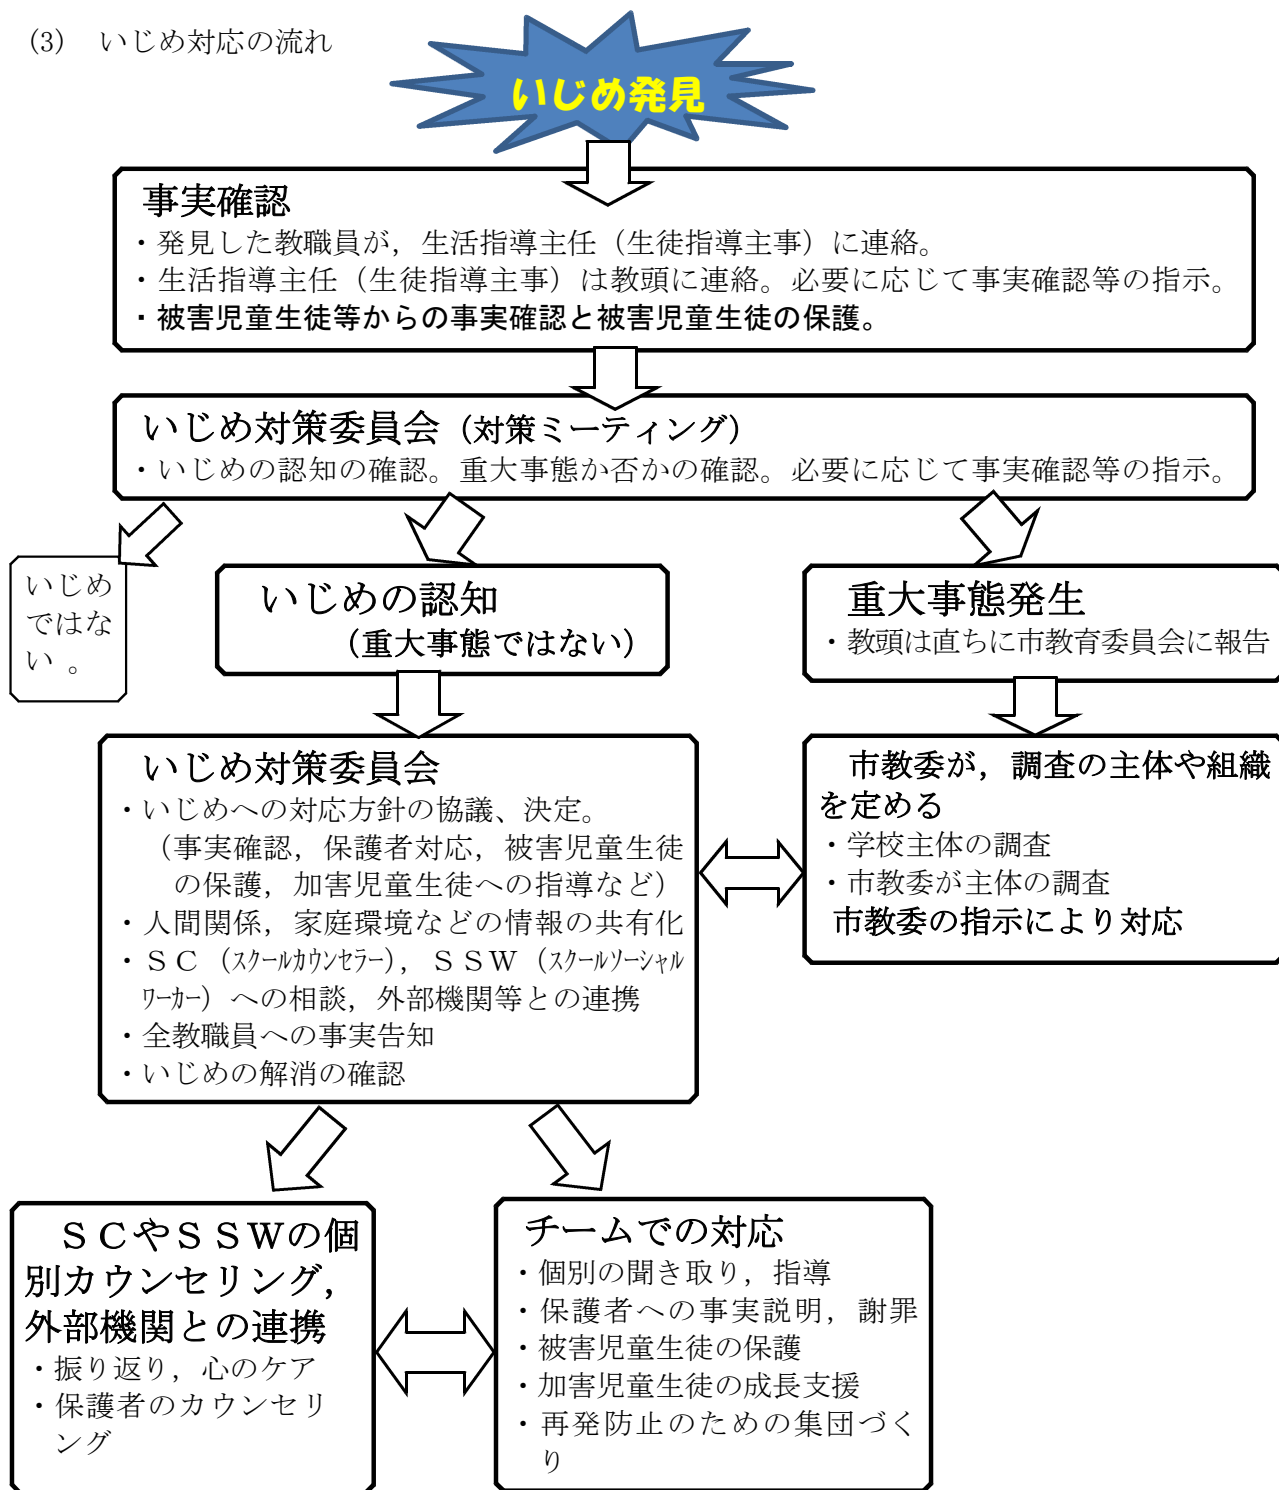 (3) いじめ対応の流れ
いじめ発見
事実確認
・発見した教職員が，生活指導主任（生徒指導主事）に連絡。
・生活指導主任（生徒指導主事）は教頭に連絡。必要に応じて事実確認等の指示。
・被害児童生徒等からの事実確認と被害児童生徒の保護。
いじめ対策委員会（対策ミーティング）
・いじめの認知の確認。重大事態か否かの確認。必要に応じて事実確認等の指示。
いじめ
ではな
い 。
いじめの認知
（重大事態ではない）
重大事態発生
・教頭は直ちに市教育委員会に報告
いじめ対策委員会
・いじめへの対応方針の協議、決定。
（事実確認，保護者対応，被害児童生徒
の保護，加害児童生徒への指導など）
・人間関係，家庭環境などの情報の共有化
・ＳＣ（ｽｸｰﾙｶｳﾝｾﾗｰ），ＳＳＷ（ｽｸｰﾙｿｰｼｬﾙ
ﾜｰｶｰ）への相談，外部機関等との連携
・全教職員への事実告知
・いじめの解消の確認
市教委が，調査の主体や組織
を定める
・学校主体の調査
・市教委が主体の調査
市教委の指示により対応
ＳＣやＳＳＷの個
別カウンセリング，
外部機関との連携
・振り返り，心のケア
・保護者のカウンセリ
ング
チームでの対応
・個別の聞き取り，指導
・保護者への事実説明，謝罪
・被害児童生徒の保護
・加害児童生徒の成長支援
・再発防止のための集団づく
り